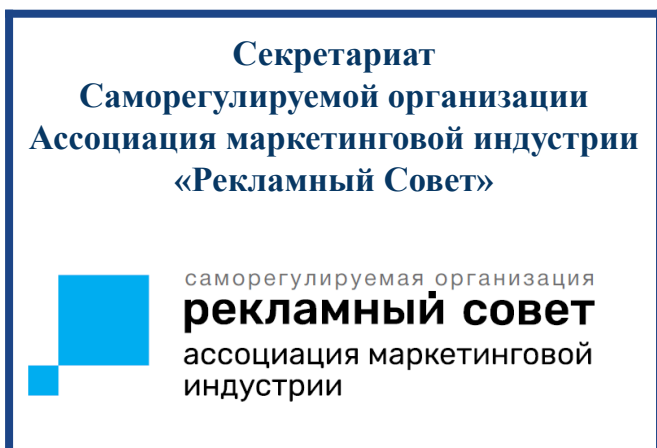 Секретариат
Саморегулируемой организации
Ассоциация маркетинговой индустрии
«Рекламный Совет»
саморегулируемая организация
рекламный совет
ассоциация маркетинговой
индустрии